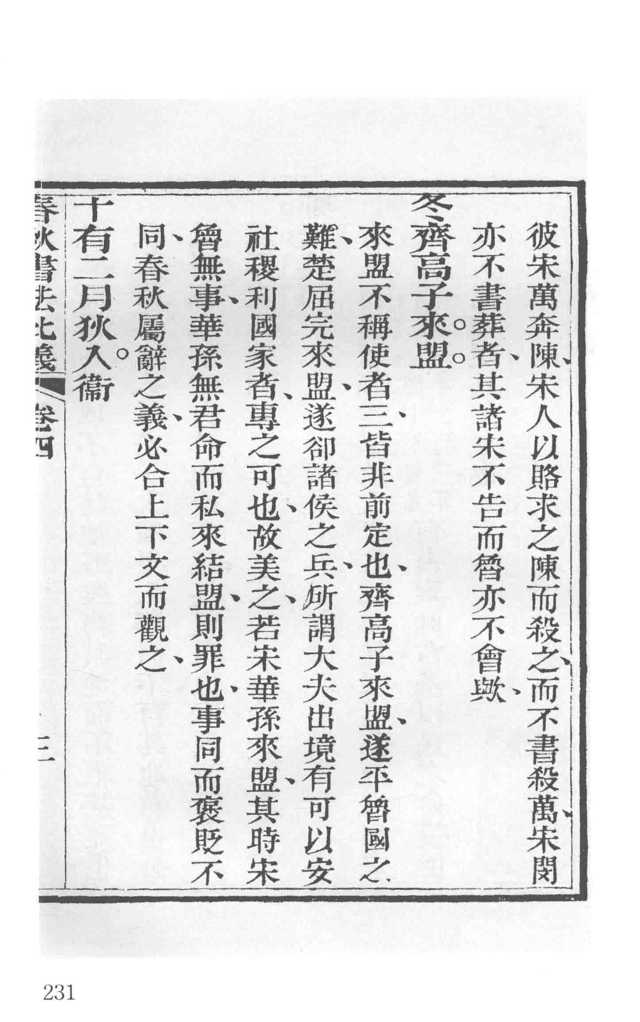 彼宋萬奔陳、宋人以賂求之陳而殺之、而不書殺萬、宋閔
亦不書葬者、其諸宋不告而魯亦不會歟、
冬齊高子來盟
來盟不稱使者三、皆非前定也、齊高子來盟、遂平魯國之
難、楚屈完來盟、遂卻諸侯之兵、所謂大夫出境有可以安
社稷利國家者、專之可也、故美之、若宋華孫來盟、其時宋
魯無事、華孫無君命而私來結盟、則罪也、事同而褒貶不
同、春秋屬辭之義、必合上下文而觀之、
十有二月狄入衞
春秋書法比義 卷四 三
231